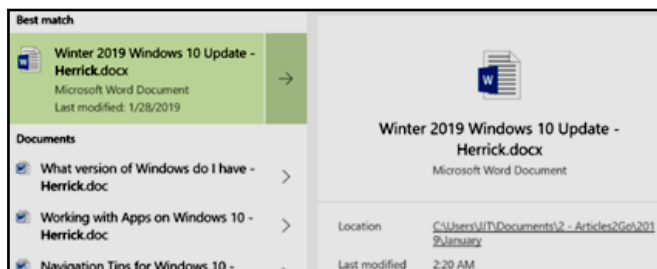 Best match
Winter 2019 Windows 10 Update -
Herrick.docx
Microsoft Word Document
Last modified: 1/28/2019
Documents
What version of Windows do I have -
Herrick.doc
Working with Apps on Windows 10 -
Herrick.doc
Navigation Tips for Windows 10 -
W
Winter 2019 Windows 10 Update -
Herrick.docx
Microsoft Word Document
Location
C:\Users\JJT\Documents\2 - Articles2Go\201
9\January
Last modified
2:20 AM